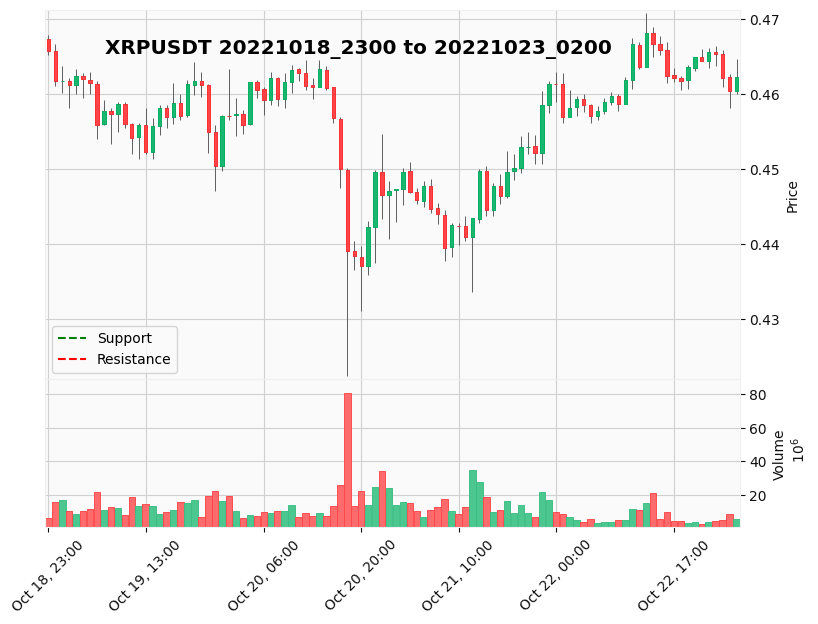 XRPUSDT 20221018_2300 to 20221023_0200
0.47
0.46
0.45
0.44
0.43
Price
Support
Resistance
80
60
40
20
Volume
10^6
Oct 18, 23:00
Oct 19, 13:00
Oct 20, 06:00
Oct 20, 20:00
Oct 21, 10:00
Oct 22, 00:00
Oct 22, 17:00